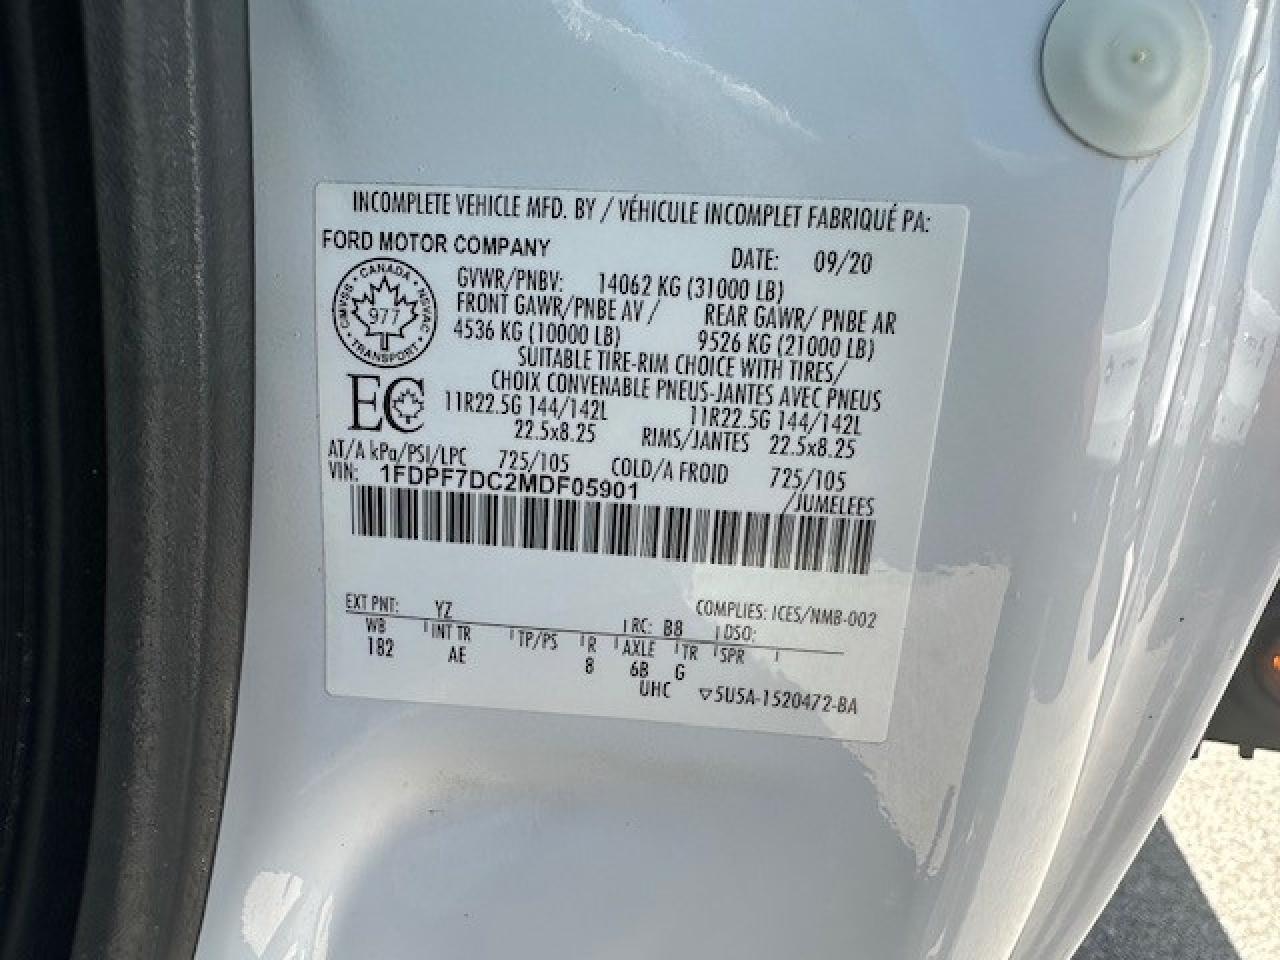 INCOMPLETE VEHICLE MFD. BY / VÉHICULE INCOMPLET FABRIQUÉ PA:
FORD MOTOR COMPANY
DATE: 09/20
GVWR/PNBV: 14062 KG (31000 LB)
FRONT GAWR/PNBE AV / REAR GAWR/ PNBE AR
4536 KG (10000 LB) 9526 KG (21000 LB)
CANADA
CMVSS NSVAC
977
TRANSPORT
SUITABLE TIRE-RIM CHOICE WITH TIRES/
CHOIX CONVENABLE PNEUS-JANTES AVEC PNEUS
EC
11R22.5G 144/142L 11R22.5G 144/142L
22.5x8.25 RIMS/JANTES 22.5x8.25
AT/A kPa/PSI/LPC 725/105 COLD/A FROID 725/105
VIN: 1FDPF7DC2MDF05901 /JUMELEES
EXT PNT: YZ COMPLIES: ICES/NMB-002
RC: B8 DSO:
WB INT TR TP/PS R AXLE TR SPR
182 AE 8 6B G
UHC 5U5A-1520472-BA